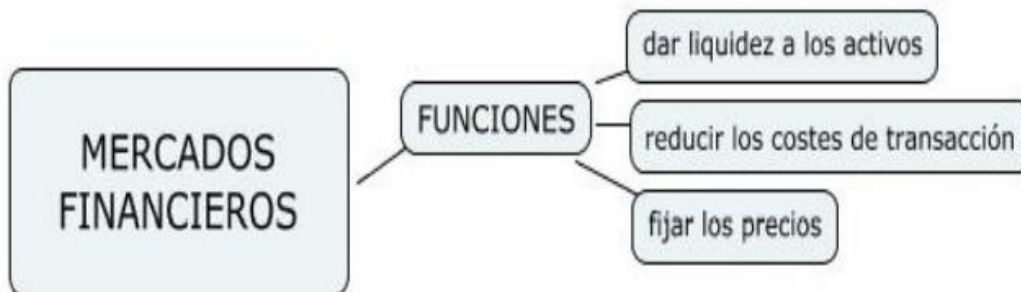 MERCADOS
FINANCIEROS
FUNCIONES
dar liquidez a los activos
reducir los costes de transacción
fijar los precios